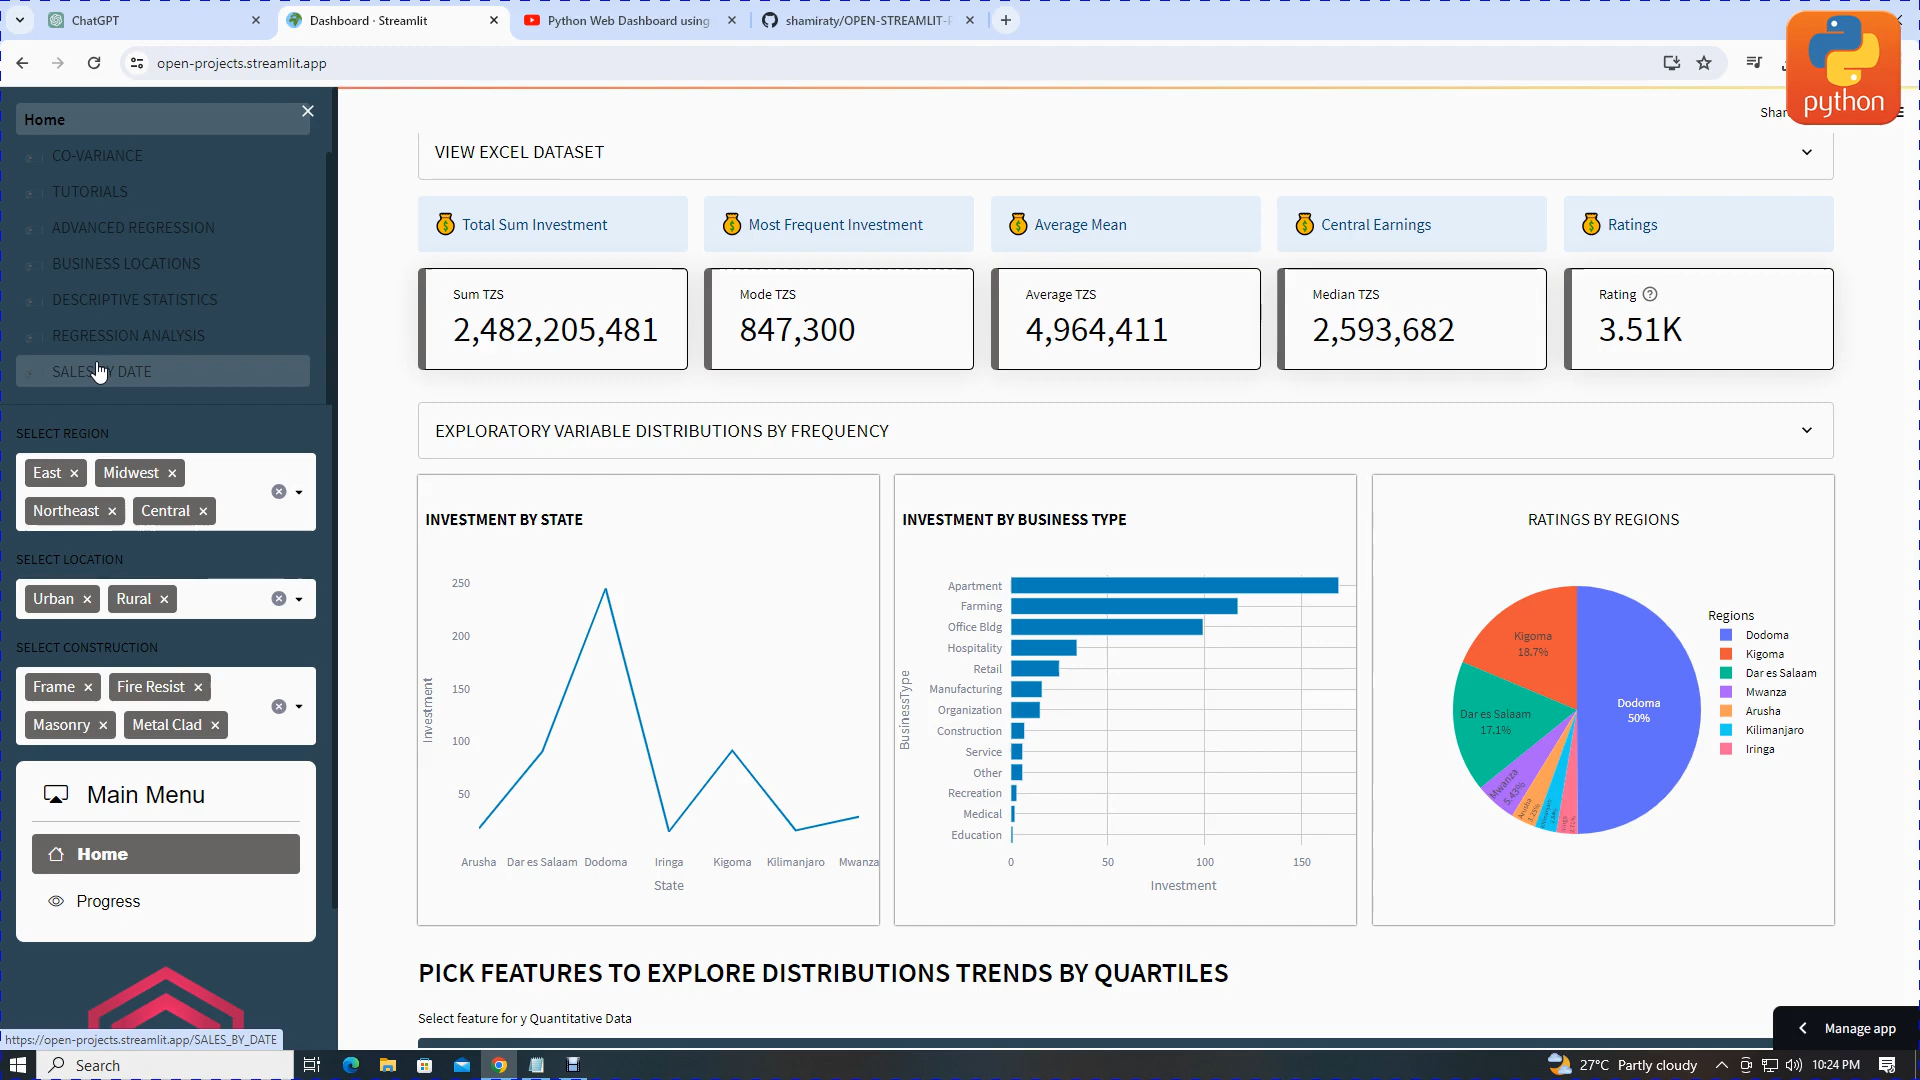 ChatGPT
Dashboard · Streamlit
Python Web Dashboard using
shamiraty/OPEN-STREAMLIT-P
open-projects.streamlit.app
python
Shar
Home
CO-VARIANCE
TUTORIALS
ADVANCED REGRESSION
BUSINESS LOCATIONS
DESCRIPTIVE STATISTICS
REGRESSION ANALYSIS
SALES BY DATE
SELECT REGION
East
Midwest
Northeast
Central
SELECT LOCATION
Urban
Rural
SELECT CONSTRUCTION
Frame
Fire Resist
Masonry
Metal Clad
Main Menu
Home
Progress
https://open-projects.streamlit.app/SALES_BY_DATE
VIEW EXCEL DATASET
Total Sum Investment
Most Frequent Investment
Average Mean
Central Earnings
Ratings
Sum TZS
2,482,205,481
Mode TZS
847,300
Average TZS
4,964,411
Median TZS
2,593,682
Rating
3.51K
EXPLORATORY VARIABLE DISTRIBUTIONS BY FREQUENCY
INVESTMENT BY STATE
250
200
150
100
50
Investment
Arusha
Dar es Salaam
Dodoma
Iringa
Kigoma
Kilimanjaro
Mwanza
State
INVESTMENT BY BUSINESS TYPE
Apartment
Farming
Office Bldg
Hospitality
Retail
Manufacturing
Organization
Construction
Service
Other
Recreation
Medical
Education
BusinessType
0
50
100
150
Investment
RATINGS BY REGIONS
Kigoma
18.7%
Dar es Salaam
17.1%
Mwanza
5.43%
Arusha
Dodoma
50%
Regions
Dodoma
Kigoma
Dar es Salaam
Mwanza
Arusha
Kilimanjaro
Iringa
PICK FEATURES TO EXPLORE DISTRIBUTIONS TRENDS BY QUARTILES
Select feature for y Quantitative Data
Manage app
Search
27°C Partly cloudy
10:24 PM